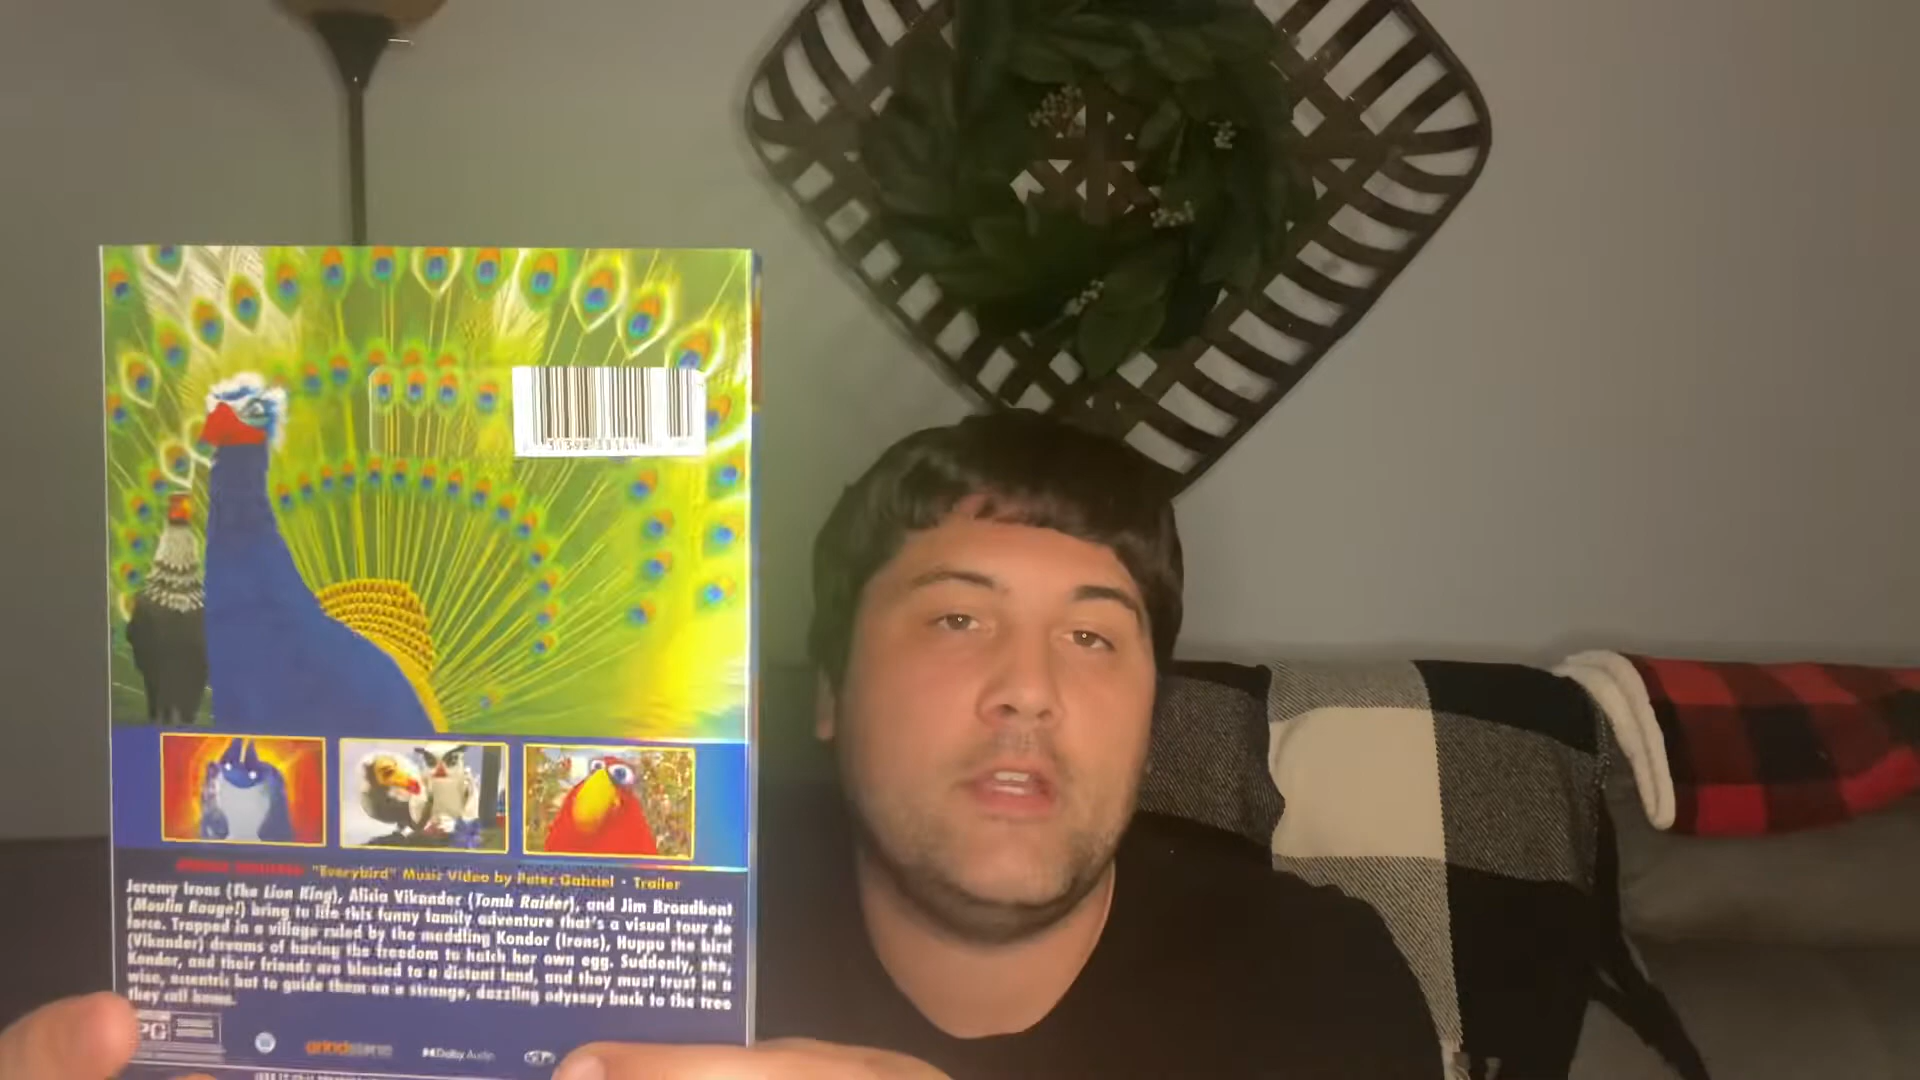 "Everybird" Music Video by Peter Gabriel • Trailer
Jeremy Irons (The Lion King), Alicia Vikander (Tomb Raider), and Jim Broadbent
(Moulin Rouge!) bring to life this funny family adventure that's a visual tour de
force. Trapped in a village ruled by the meddling Kondor (Irons), Huppu the bird
(Vikander) dreams of having the freedom to hatch her own egg. Suddenly, she,
Kondor, and their friends are blasted to a distant land, and they must trust in a
wise, eccentric bat to guide them on a strange, dazzling odyssey back to the tree
they call home.
PG
grindstone
Dolby Audio